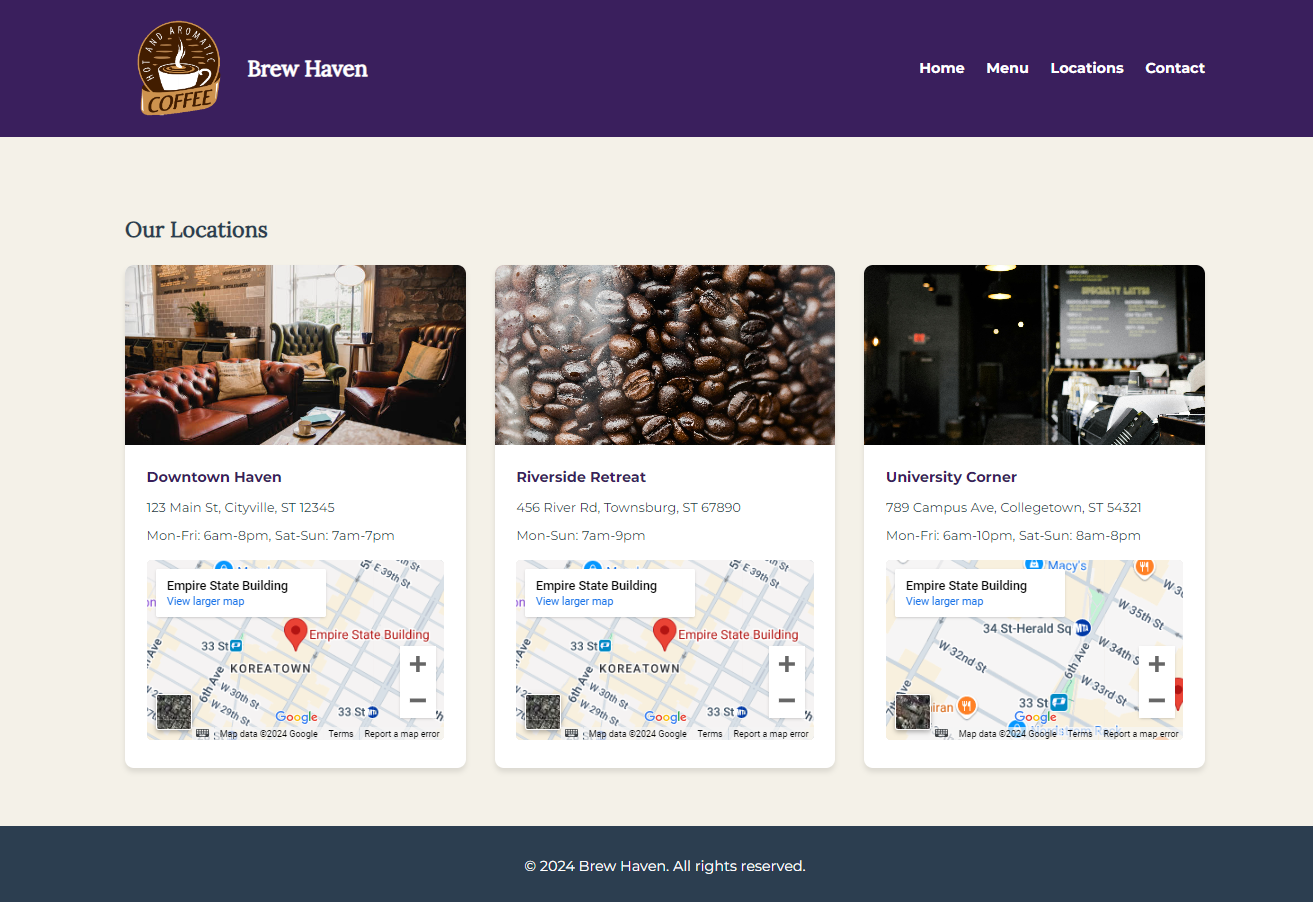 HOT AND AROMATIC
COFFEE
Brew Haven
Home Menu Locations Contact
Our Locations
SPECIALTY LATTES
Downtown Haven
123 Main St, Cityville, ST 12345
Mon-Fri: 6am-8pm, Sat-Sun: 7am-7pm
Empire State Building
View larger map
5 E 39th St
Empire State Building
33 St
KOREATOWN
6th Ave
W 30th St
W 29th St
Google
33 St
Map data ©2024 Google Terms Report a map error
Riverside Retreat
456 River Rd, Townsburg, ST 67890
Mon-Sun: 7am-9pm
Empire State Building
View larger map
5 E 39th St
Empire State Building
33 St
KOREATOWN
6th Ave
W 30th St
W 29th St
Google
33 St
Map data ©2024 Google Terms Report a map error
University Corner
789 Campus Ave, Collegetown, ST 54321
Mon-Fri: 6am-10pm, Sat-Sun: 8am-8pm
Empire State Building
View larger map
Macy's
W 35th St
34 St-Herald Sq
W 34th St
W 32nd St
6th Ave
W 33rd St
33 St
7th Ave
Google
Map data ©2024 Google Terms Report a map error
© 2024 Brew Haven. All rights reserved.